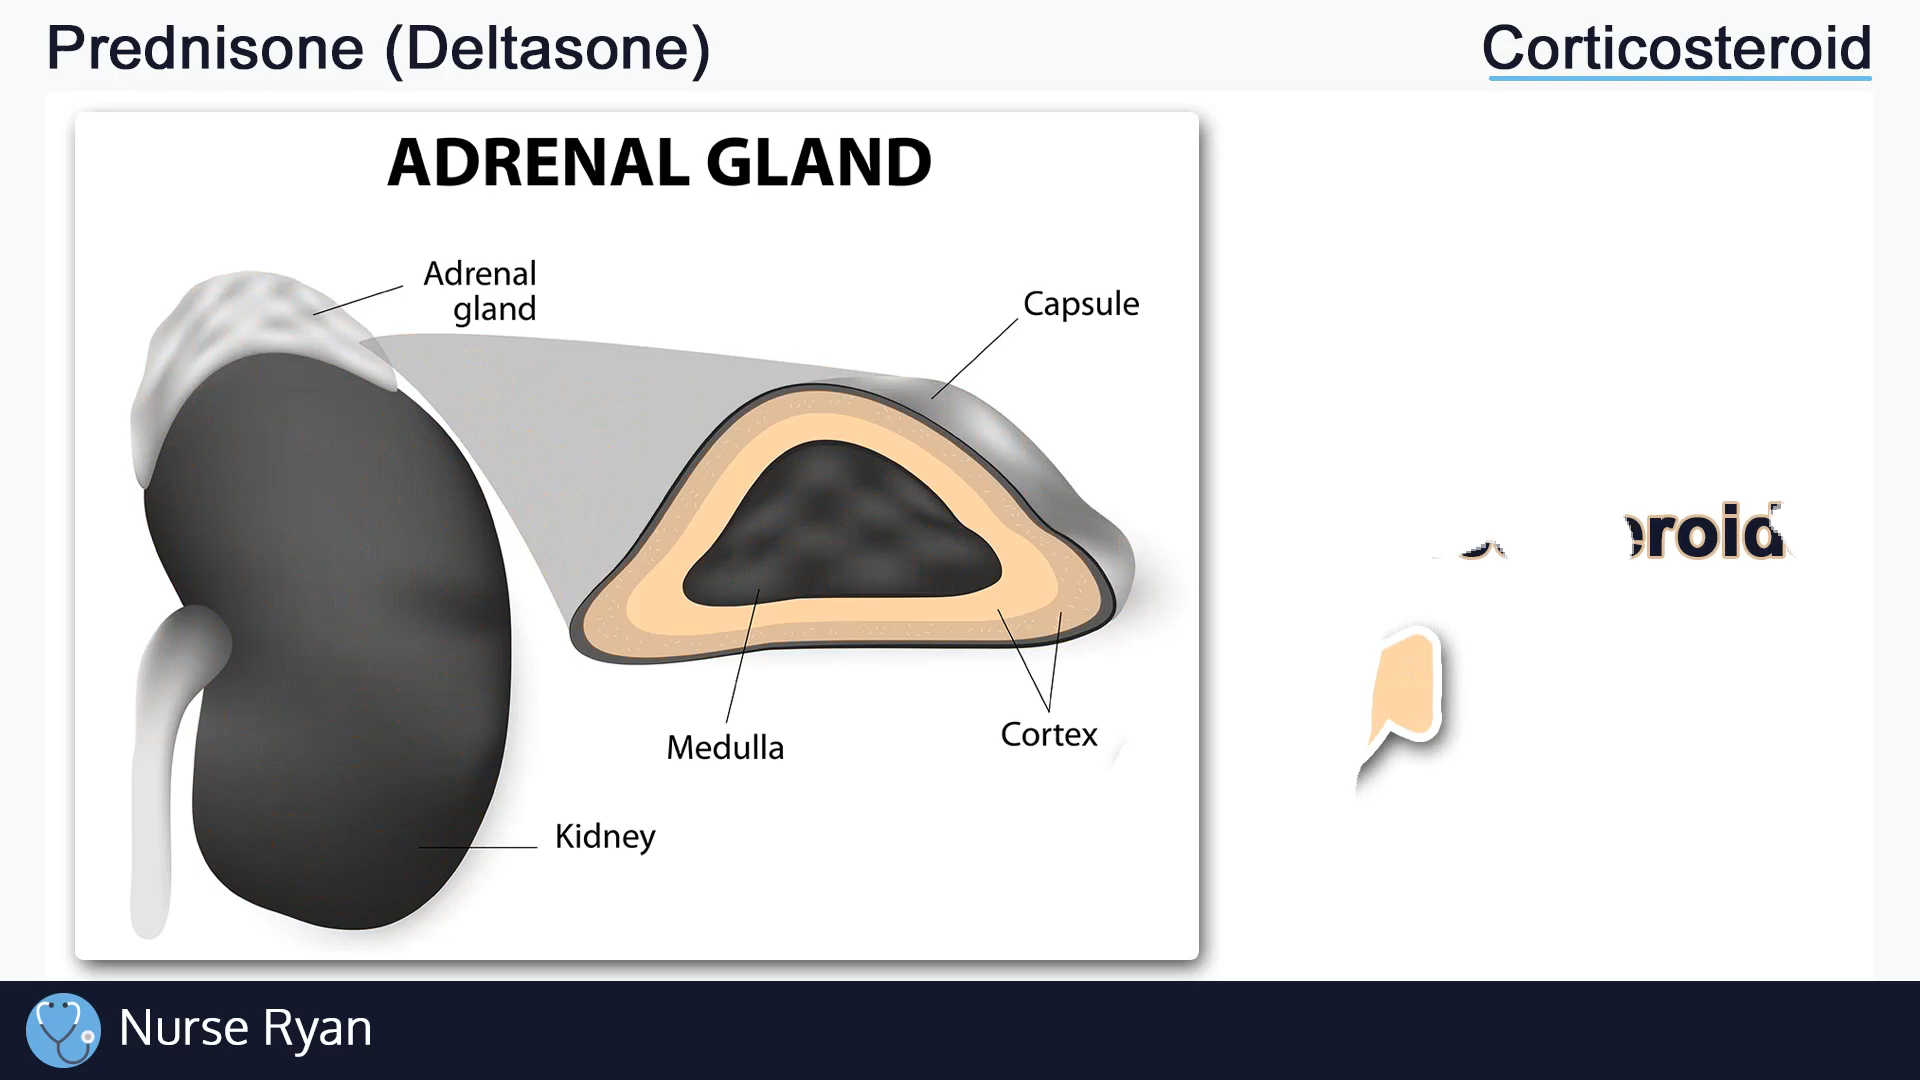 Prednisone (Deltasone)
Corticosteroid
ADRENAL GLAND
Adrenal
gland
Capsule
Medulla
Cortex
Kidney
Nurse Ryan